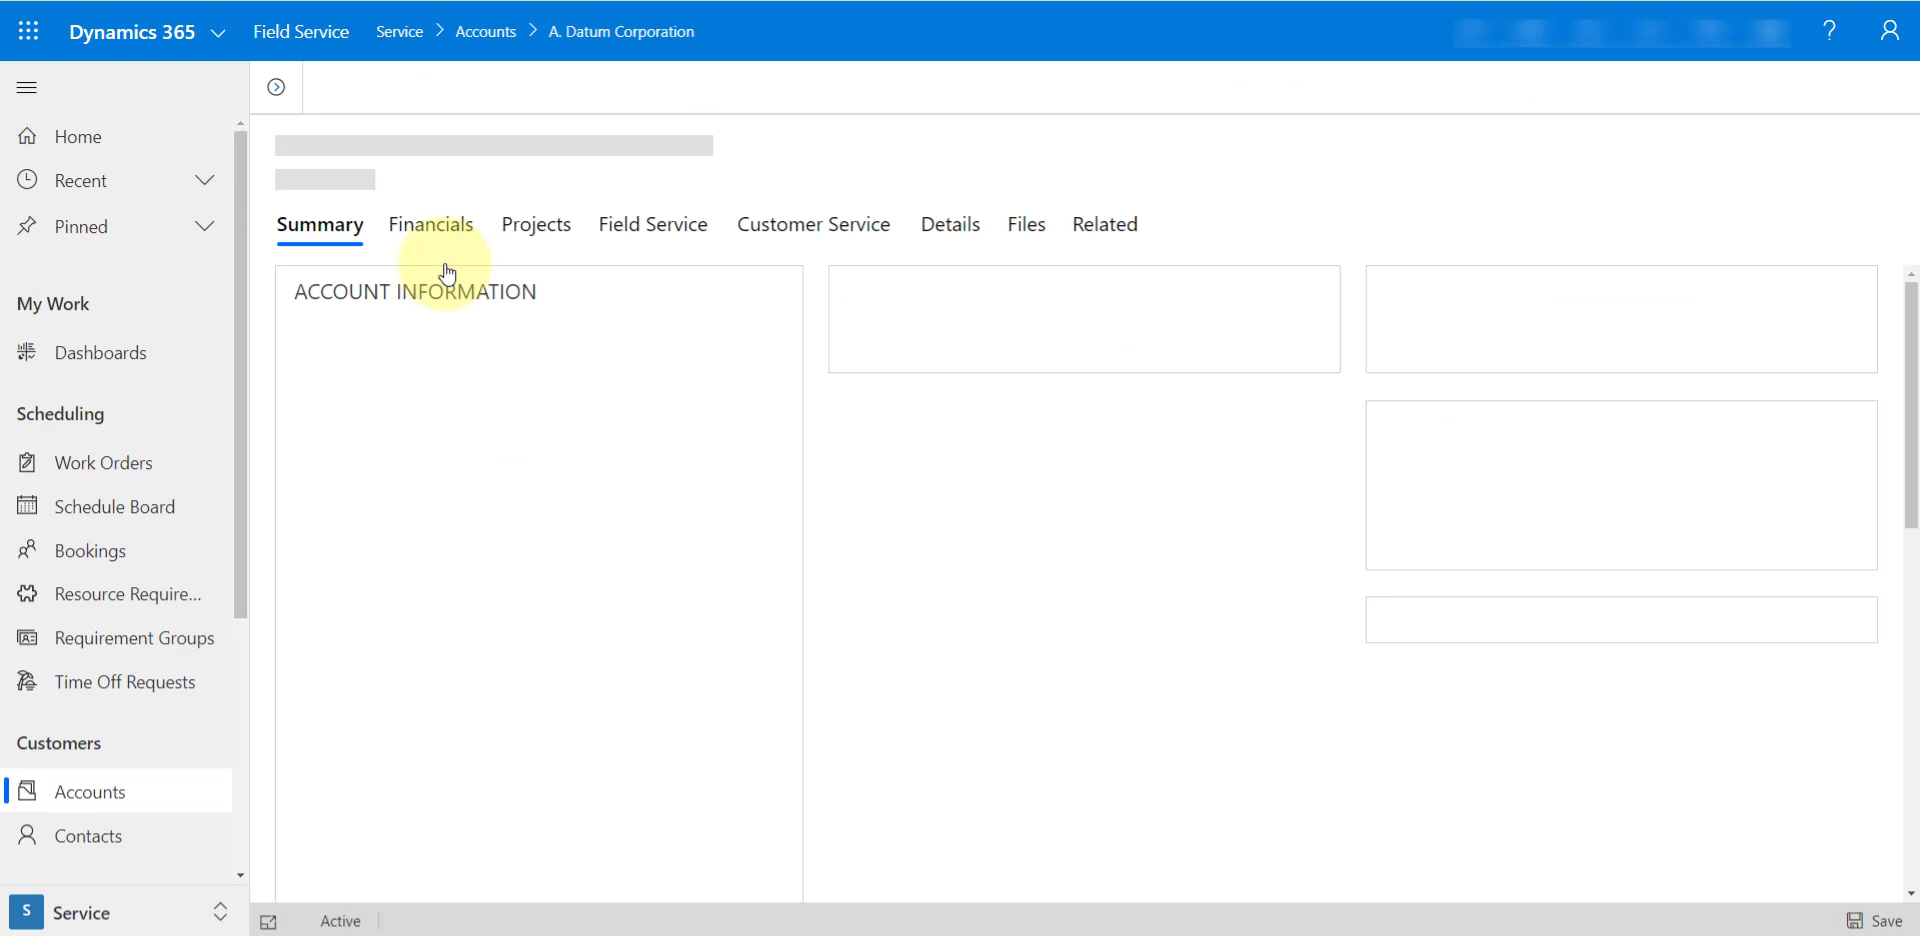 Dynamics 365 Field Service Service Accounts A. Datum Corporation ?
Home
Recent
Pinned
My Work
Dashboards
Scheduling
Work Orders
Schedule Board
Bookings
Resource Require...
Requirement Groups
Time Off Requests
Customers
Accounts
Contacts
S Service
Summary Financials Projects Field Service Customer Service Details Files Related
ACCOUNT INFORMATION
Active Save